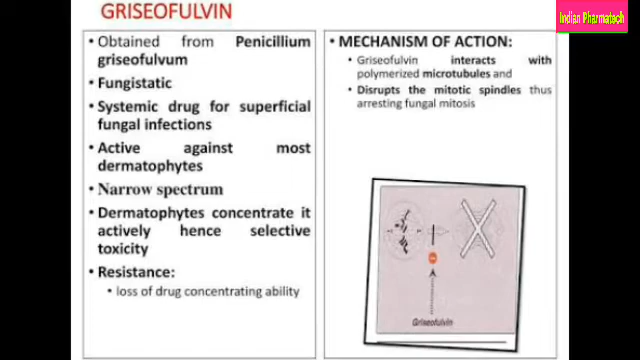 GRISEOFULVIN
Indian Pharmatech
• Obtained from Penicillium
griseofulvum
• Fungistatic
• Systemic drug for superficial
fungal infections
• Active against most
dermatophytes
• Narrow spectrum
• Dermatophytes concentrate it
actively hence selective
toxicity
• Resistance:
• loss of drug concentrating ability
• MECHANISM OF ACTION:
• Griseofulvin interacts with
polymerized microtubules and
• Disrupts the mitotic spindles thus
arresting fungal mitosis
Griseofulvin